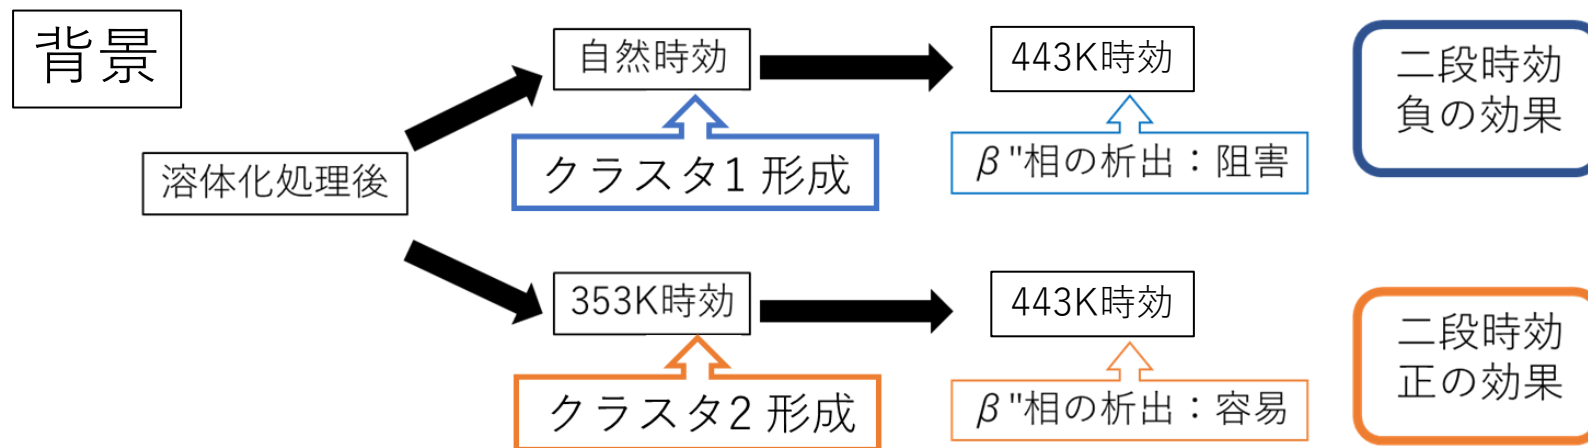 背景
溶体化処理後
自然時効
クラスタ1 形成
443K時効
β"相の析出：阻害
二段時効
負の効果
353K時効
クラスタ2 形成
443K時効
β"相の析出：容易
二段時効
正の効果